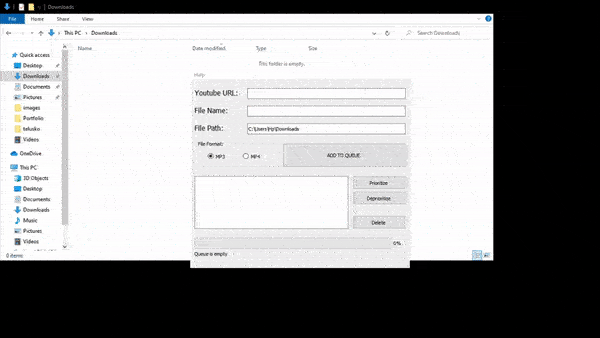 Downloads
File Home Share View
This PC > Downloads
Search Downloads
Name Date modified Type Size
This folder is empty.
Quick access
Desktop
Downloads
Documents
Pictures
images
Portfolio
telusko
Videos
OneDrive
This PC
3D Objects
Desktop
Documents
Downloads
Music
Pictures
Videos
0 items
Help
Youtube URL:
File Name:
File Path: C:\Users\Hp\Downloads
File Format:
MP3 MP4
ADD TO QUEUE
Prioritize
Deprioritize
Delete
0%
Queue is empty